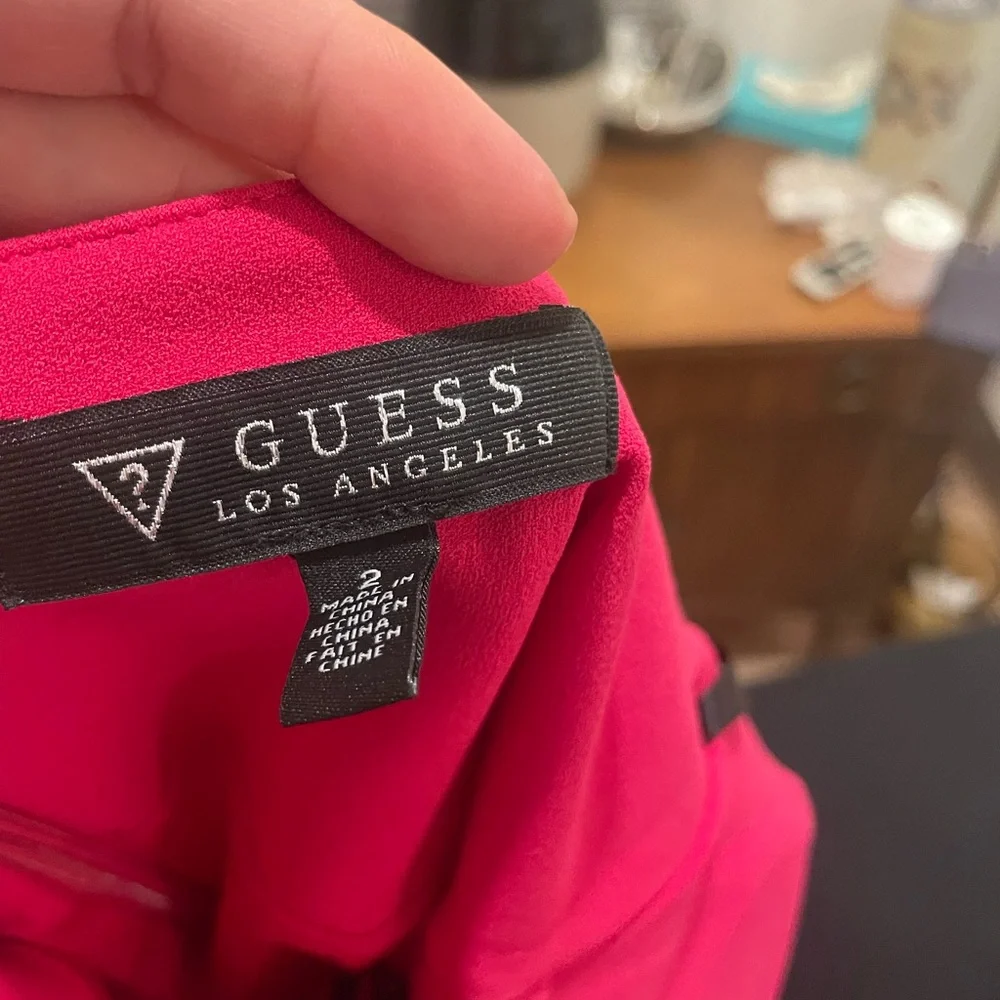 ?
GUESS
LOS ANGELES
2
MADE IN
CHINA
HECHO EN
CHINA
FAIT EN
CHINE